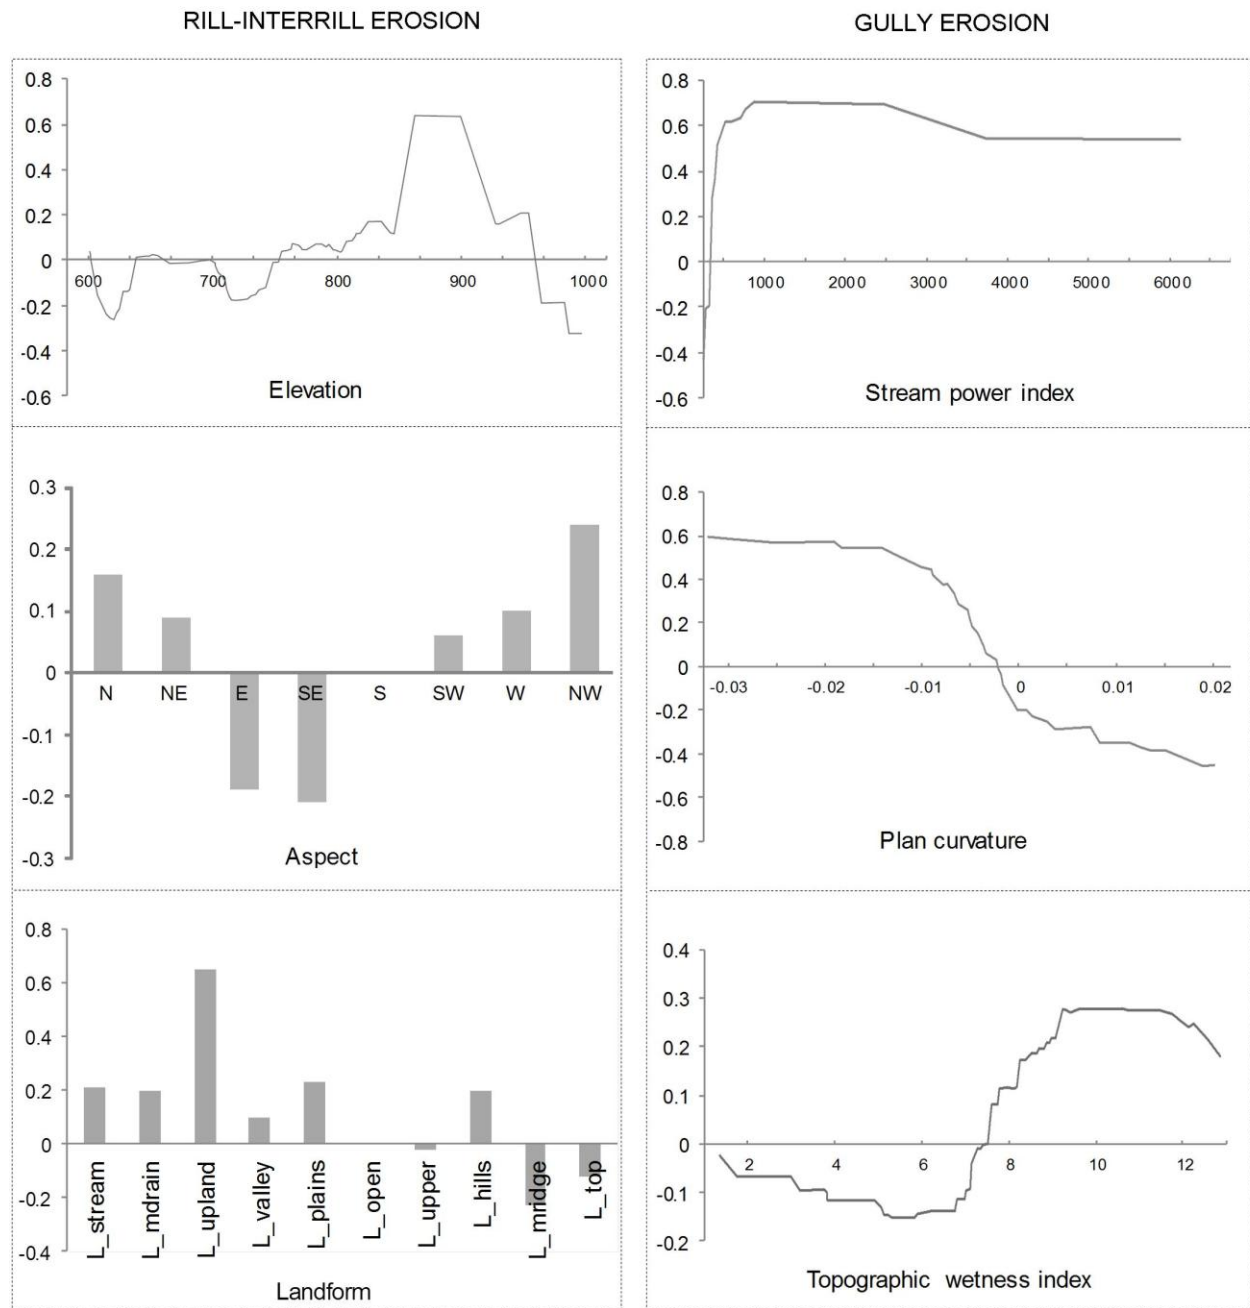 RILL-INTERRILL EROSION
GULLY EROSION
0.8
0.6
0.4
0.2
0
-0.2
-0.4
-0.6
600 700 800 900 1000
Elevation
0.8
0.6
0.4
0.2
0
-0.2
-0.4
-0.6
1000 2000 3000 4000 5000 6000
Stream power index
0.3
0.2
0.1
0
-0.1
-0.2
-0.3
N NE E SE S SW W NW
Aspect
0.8
0.6
0.4
0.2
0
-0.2
-0.4
-0.6
-0.8
-0.03 -0.02 -0.01 0 0.01 0.02
Plan curvature
0.8
0.6
0.4
0.2
0
-0.2
-0.4
L_stream
L_mdrain
L_upland
L_valley
L_plains
L_open
L_upper
L_hills
L_mridge
L_top
Landform
0.4
0.3
0.2
0.1
0
-0.1
-0.2
2 4 6 8 10 12
Topographic wetness index